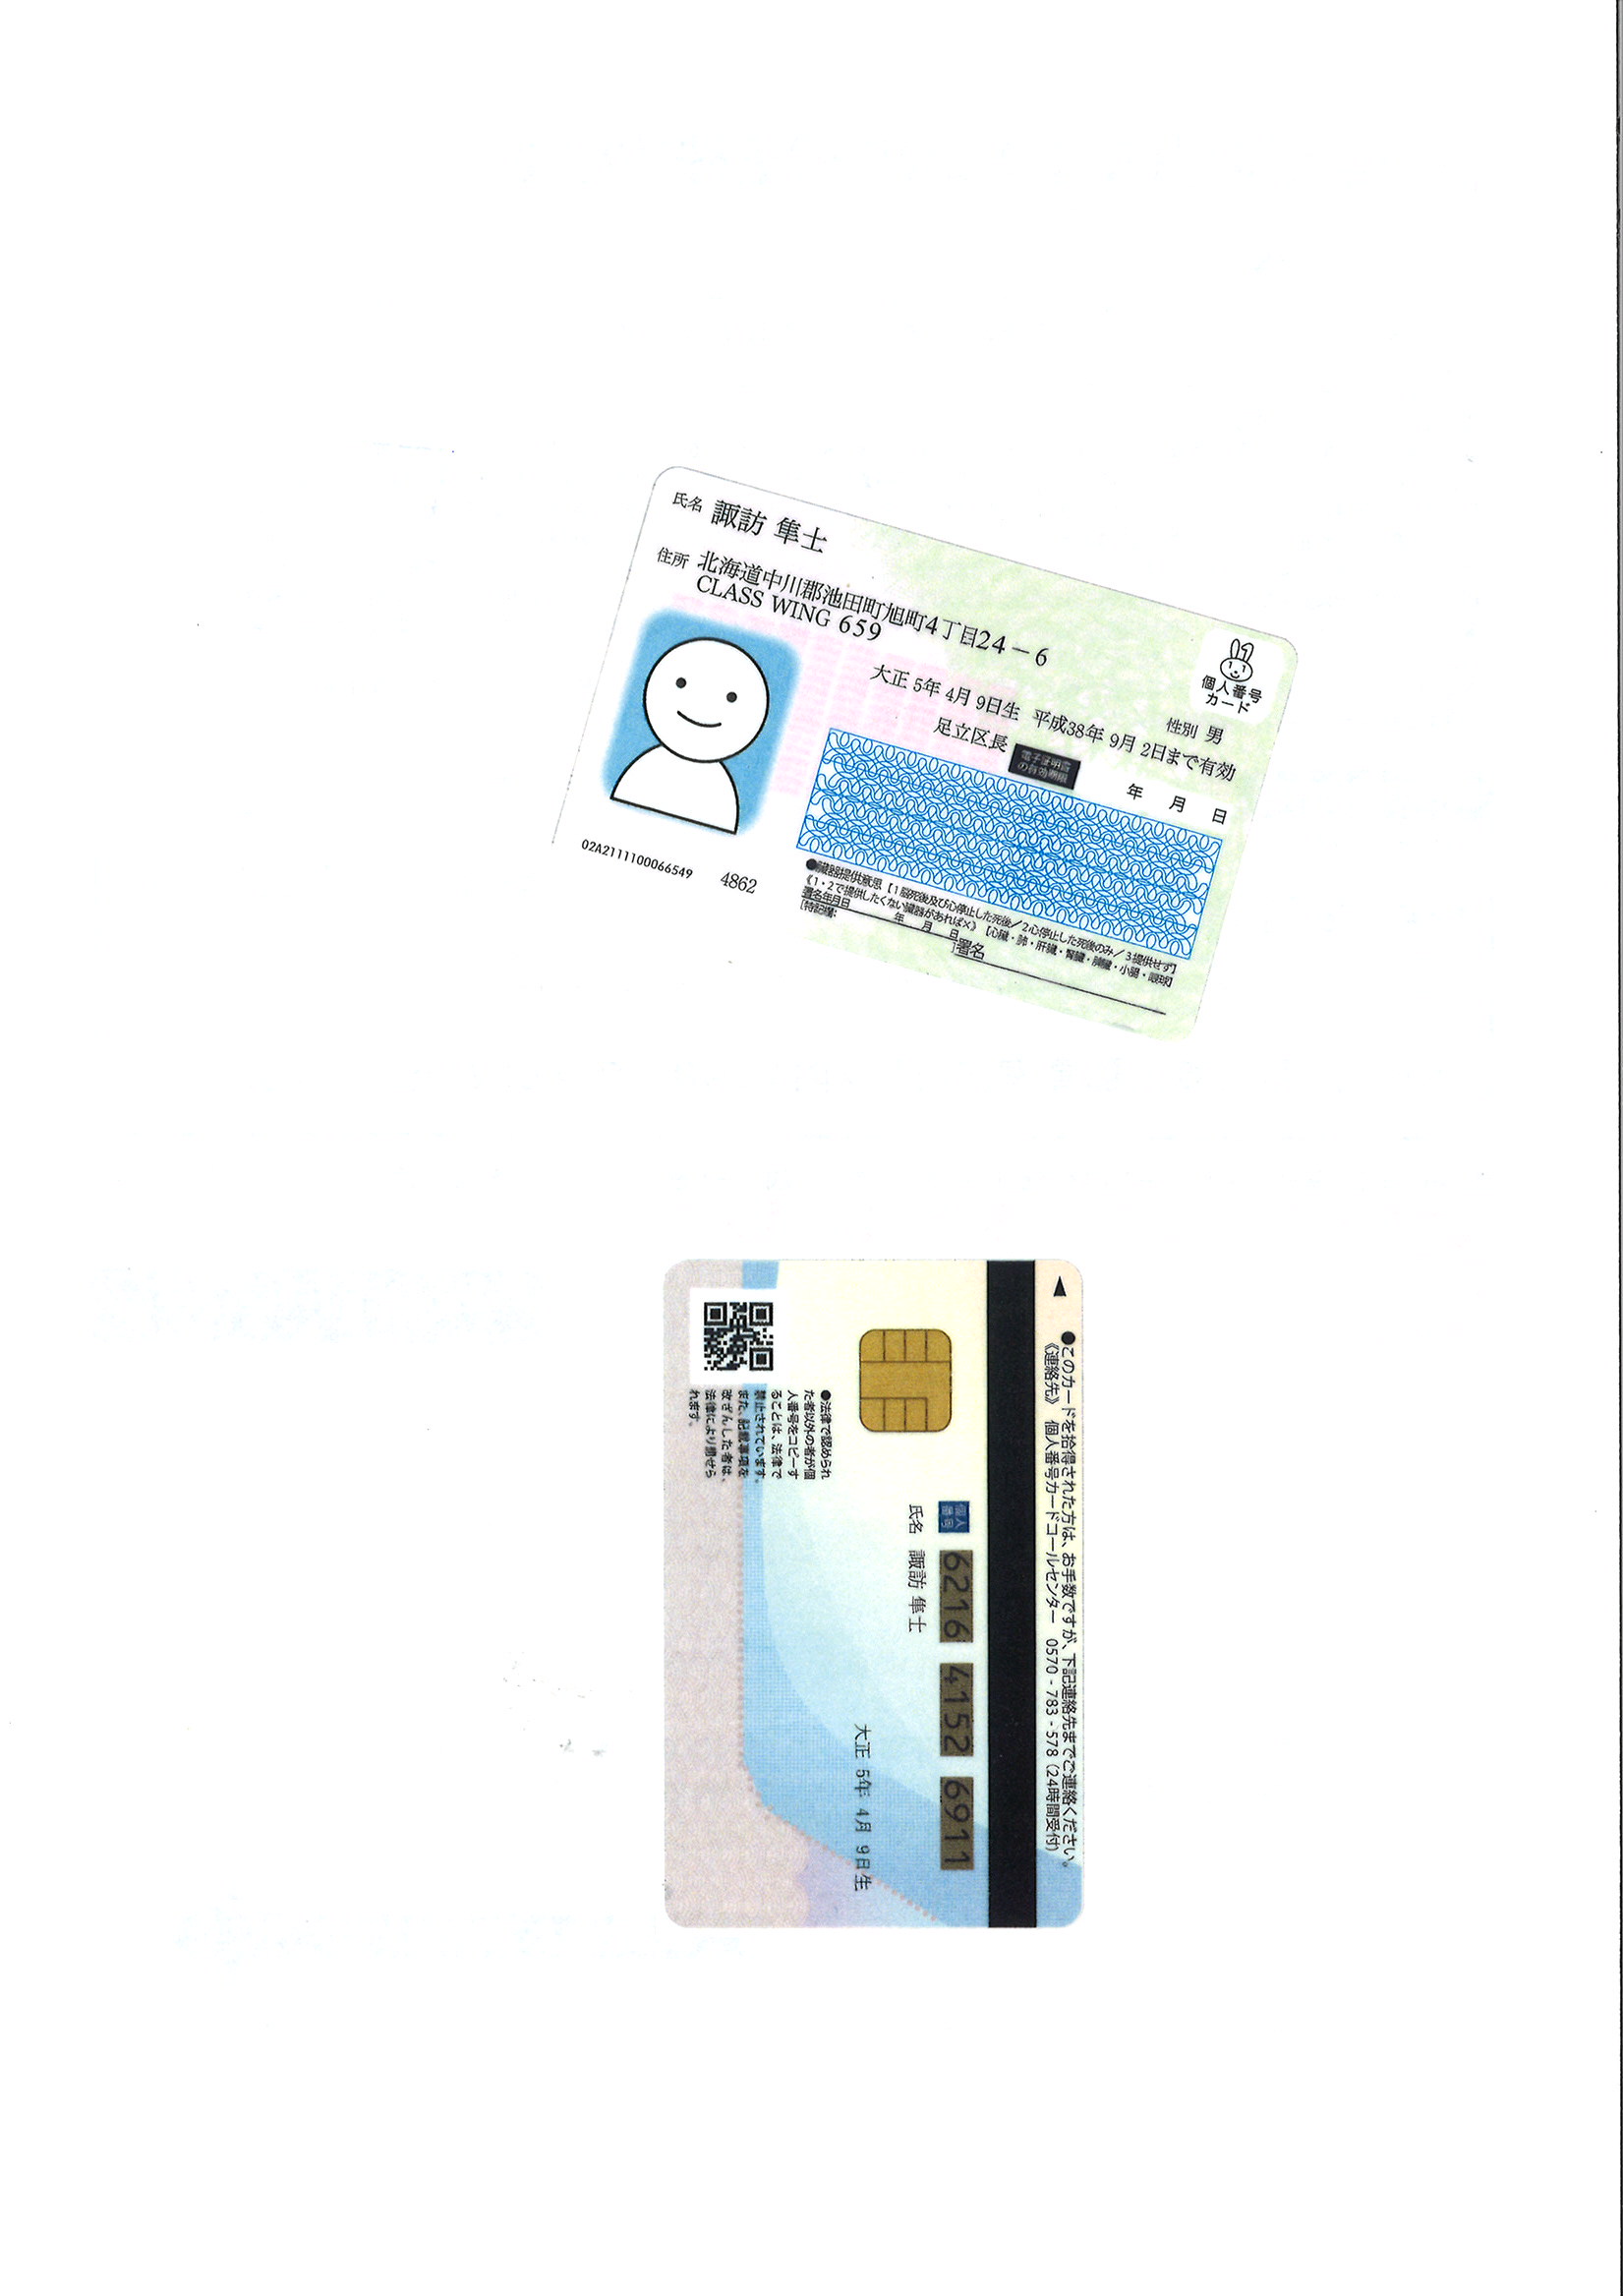 氏名 諏訪 隼士
住所 北海道中川郡池田町旭町4丁目24－6
CLASS WING 659
個人番号
カード
大正 5年 4月 9日生 平成38年 9月 2日まで有効
性別 男
足立区長
電子証明書
の有効期限
年 月 日
02A2111100066549 4862
●臓器提供意思【1 脳死後及び心停止した死後／2 心停止した死後のみ／3 提供せず】
《1・2で提供したくない臓器があれば×》【心臓・肺・肝臓・腎臓・膵臓・小腸・眼球】
署名年月日 年 月 日
署名
[特記欄: ]
●このカードを拾得された方は、お手数ですが、下記連絡先までご連絡ください。
《連絡先》 個人番号カードコールセンター 0570-783-578（24時間受付）
個人
番号
6216 4152 6911
氏名 諏訪 隼士
大正 5年 4月 9日生
●法律で認められ
た者以外の者が個
人番号をコピーす
ることは、法律で
禁止されています。
また、記載事項を
改ざんした者は、
法律により罰せら
れます。